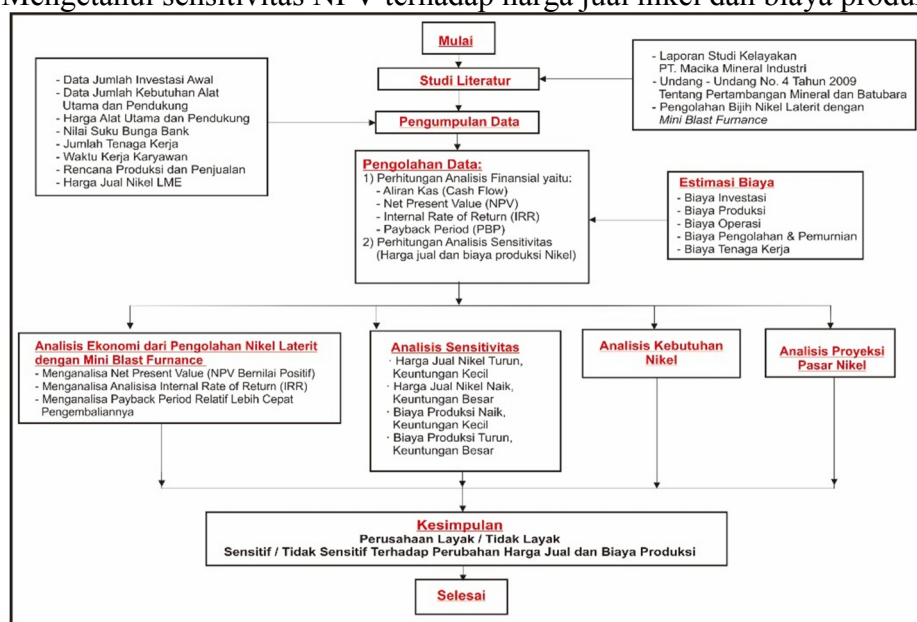 Mengetahui sensitivitas NPV terhadap harga jual nikel dan biaya produk
Mulai
Studi Literatur
- Laporan Studi Kelayakan
PT. Macika Mineral Industri
- Undang - Undang No. 4 Tahun 2009
Tentang Pertambangan Mineral dan Batubara
- Pengolahan Bijih Nikel Laterit dengan
Mini Blast Furnance
- Data Jumlah Investasi Awal
- Data Jumlah Kebutuhan Alat
Utama dan Pendukung
- Harga Alat Utama dan Pendukung
- Nilai Suku Bunga Bank
- Jumlah Tenaga Kerja
- Waktu Kerja Karyawan
- Rencana Produksi dan Penjualan
- Harga Jual Nikel LME
Pengumpulan Data
Pengolahan Data:
1) Perhitungan Analisis Finansial yaitu:
- Aliran Kas (Cash Flow)
- Net Present Value (NPV)
- Internal Rate of Return (IRR)
- Payback Period (PBP)
2) Perhitungan Analisis Sensitivitas
(Harga jual dan biaya produksi Nikel)
Estimasi Biaya
- Biaya Investasi
- Biaya Produksi
- Biaya Operasi
- Biaya Pengolahan & Pemurnian
- Biaya Tenaga Kerja
Analisis Ekonomi dari Pengolahan Nikel Laterit
dengan Mini Blast Furnance
- Menganalisa Net Present Value (NPV Bernilai Positif)
- Menganalisa Analisisa Internal Rate of Return (IRR)
- Menganalisa Payback Period Relatif Lebih Cepat
Pengembaliannya
Analisis Sensitivitas
· Harga Jual Nikel Turun,
Keuntungan Kecil
· Harga Jual Nikel Naik,
Keuntungan Besar
· Biaya Produksi Naik,
Keuntungan Kecil
· Biaya Produksi Turun,
Keuntungan Besar
Analisis Kebutuhan
Nikel
Analisis Proyeksi
Pasar Nikel
Kesimpulan
Perusahaan Layak / Tidak Layak
Sensitif / Tidak Sensitif Terhadap Perubahan Harga Jual dan Biaya Produksi
Selesai